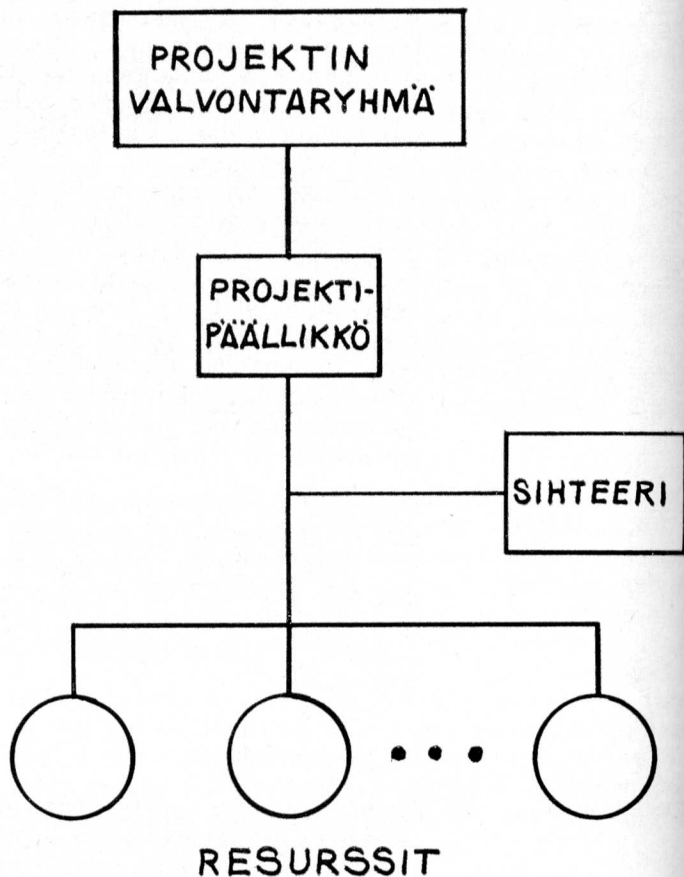 PROJEKTIN
VALVONTARYHMÄ
PROJEKTI-
PÄÄLLIKKÖ
SIHTEERI
RESURSSIT